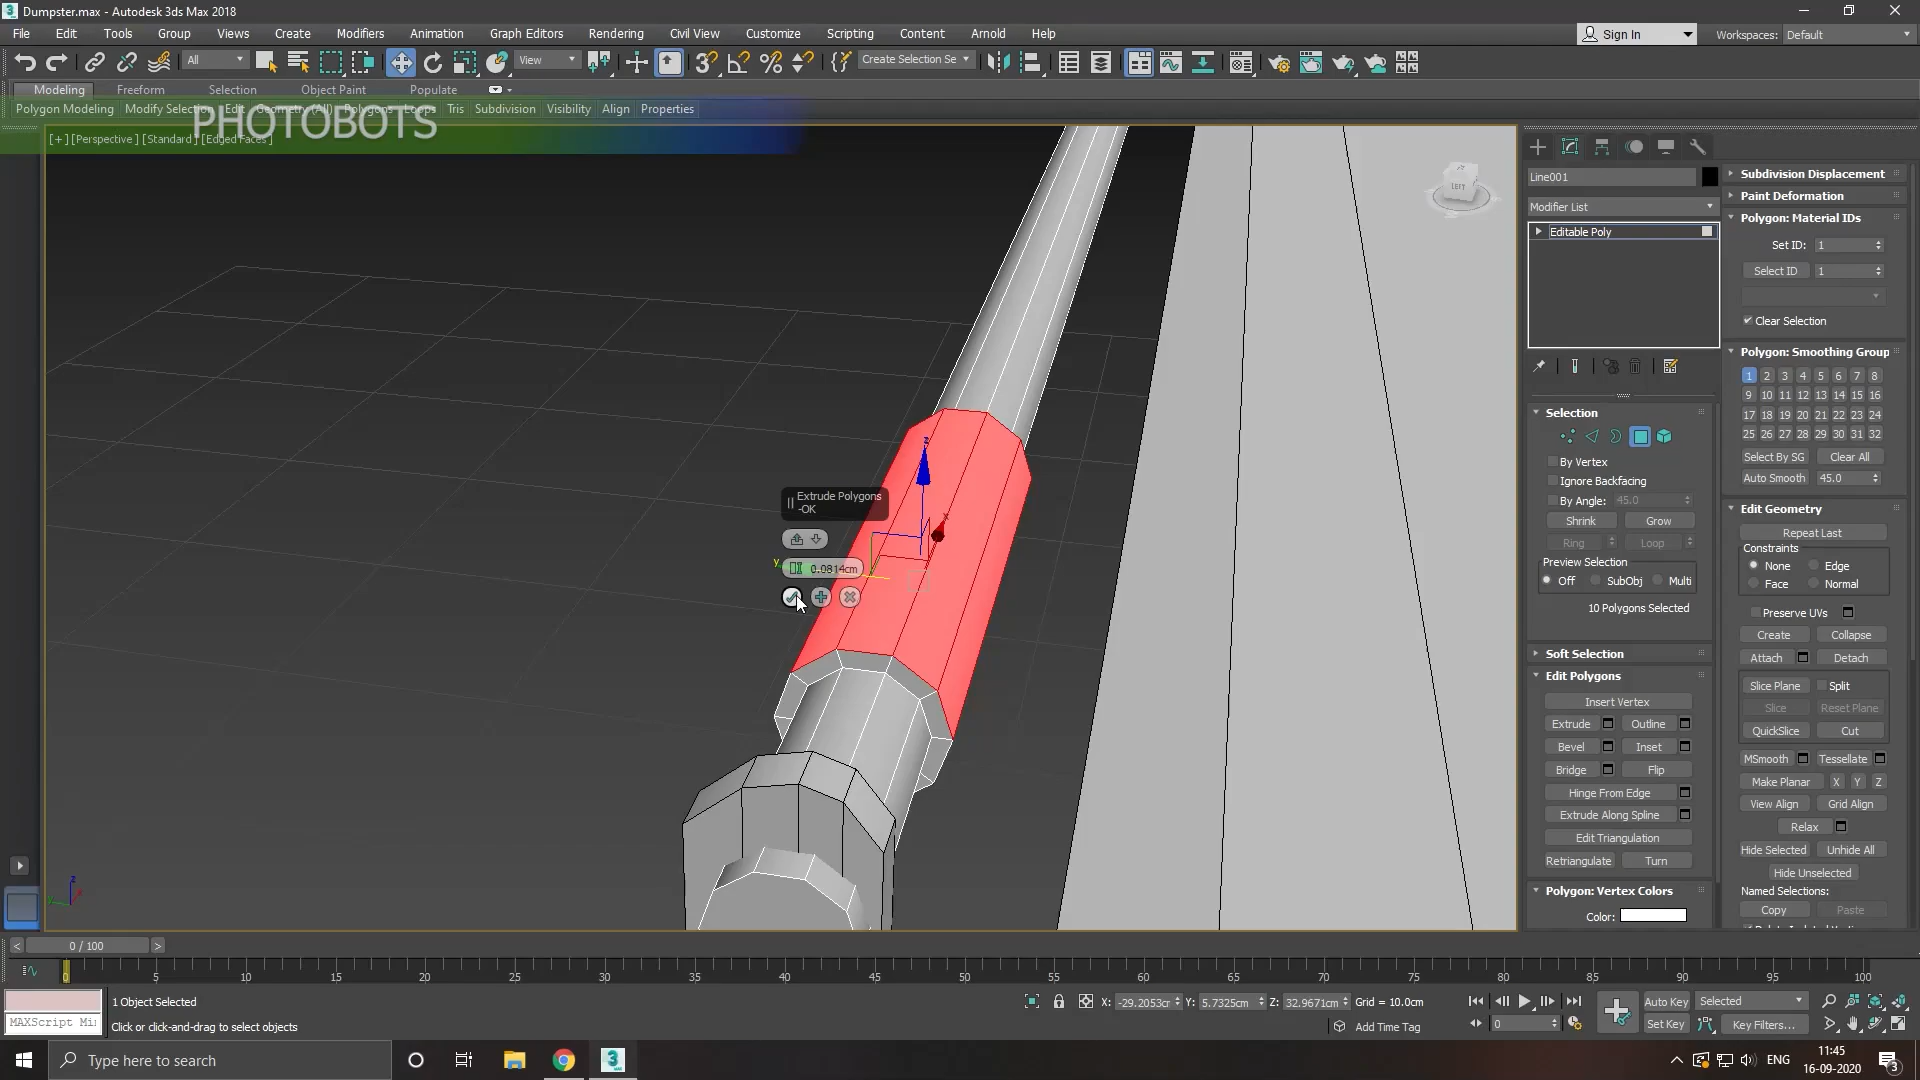 Dumpster.max - Autodesk 3ds Max 2018
File Edit Tools Group Views Create Modifiers Animation Graph Editors Rendering Civil View Customize Scripting Content Arnold Help
Sign In Workspaces: Default
All View Create Selection Se
Modeling Freeform Selection Object Paint Populate
Polygon Modeling Modify Selection Edit Geometry (All) Polygons Loops Tris Subdivision Visibility Align Properties
PHOTOBOTS
[+] [Perspective ] [Standard ] [Edged Faces ]
LEFT
Line001
Modifier List
Editable Poly
Extrude Polygons
-OK
0.0814cm
z
x
y
Selection
By Vertex
Ignore Backfacing
By Angle: 45.0
Shrink Grow
Ring Loop
Preview Selection
Off SubObj Multi
10 Polygons Selected
Soft Selection
Edit Polygons
Insert Vertex
Extrude Outline
Bevel Inset
Bridge Flip
Hinge From Edge
Extrude Along Spline
Edit Triangulation
Retriangulate Turn
Polygon: Vertex Colors
Color:
Subdivision Displacement
Paint Deformation
Polygon: Material IDs
Set ID: 1
Select ID 1
Clear Selection
Polygon: Smoothing Group
1 2 3 4 5 6 7 8
9 10 11 12 13 14 15 16
17 18 19 20 21 22 23 24
25 26 27 28 29 30 31 32
Select By SG Clear All
Auto Smooth 45.0
Edit Geometry
Repeat Last
Constraints
None Edge
Face Normal
Preserve UVs
Create Collapse
Attach Detach
Slice Plane Split
Slice Reset Plane
QuickSlice Cut
MSmooth Tessellate
Make Planar X Y Z
View Align Grid Align
Relax
Hide Selected Unhide All
Hide Unselected
Named Selections:
Copy Paste
z
x
y
< 0 / 100 >
0 5 10 15 20 25 30 35 40 45 50 55 60 65 70 75 80 85 90 95 100
1 Object Selected
X: -29.2053cr Y: 5.7325cm Z: 32.9671cm Grid = 10.0cm
Auto Key Selected
MAXScript Mi
Click or click-and-drag to select objects
Add Time Tag
0
Set Key Key Filters...
Type here to search
3
MAX
ENG
11:45
16-09-2020
3